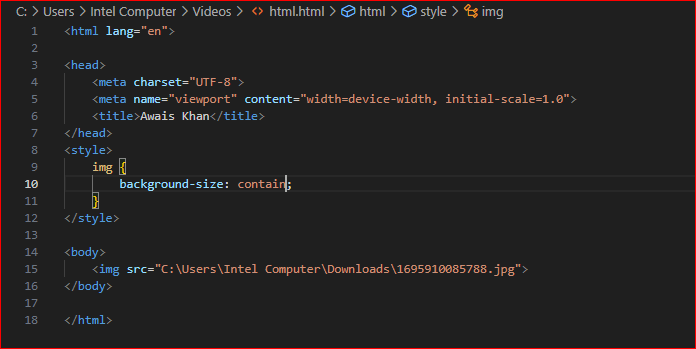 C: > Users > Intel Computer > Videos > html.html > html > style > img
1 <html lang="en">
2
3 <head>
4     <meta charset="UTF-8">
5     <meta name="viewport" content="width=device-width, initial-scale=1.0">
6     <title>Awais Khan</title>
7 </head>
8 <style>
9     img {
10         background-size: contain;
11     }
12 </style>
13
14 <body>
15     <img src="C:\Users\Intel Computer\Downloads\1695910085788.jpg">
16 </body>
17
18 </html>